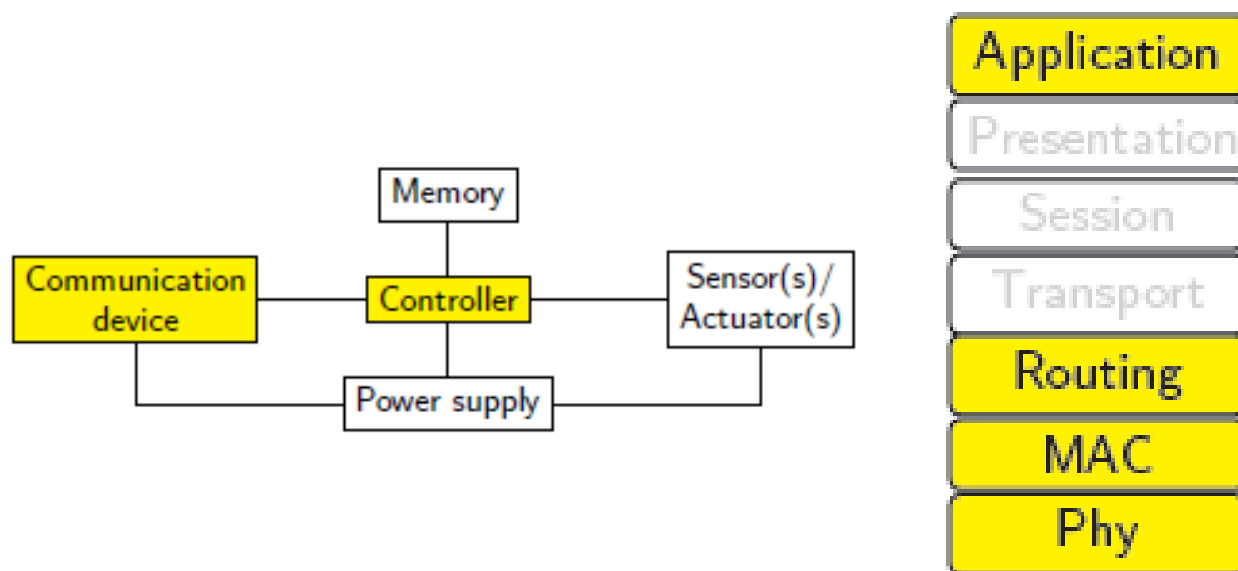 Memory
Communication
device
Controller
Sensor(s)/
Actuator(s)
Power supply
Application
Presentation
Session
Transport
Routing
MAC
Phy